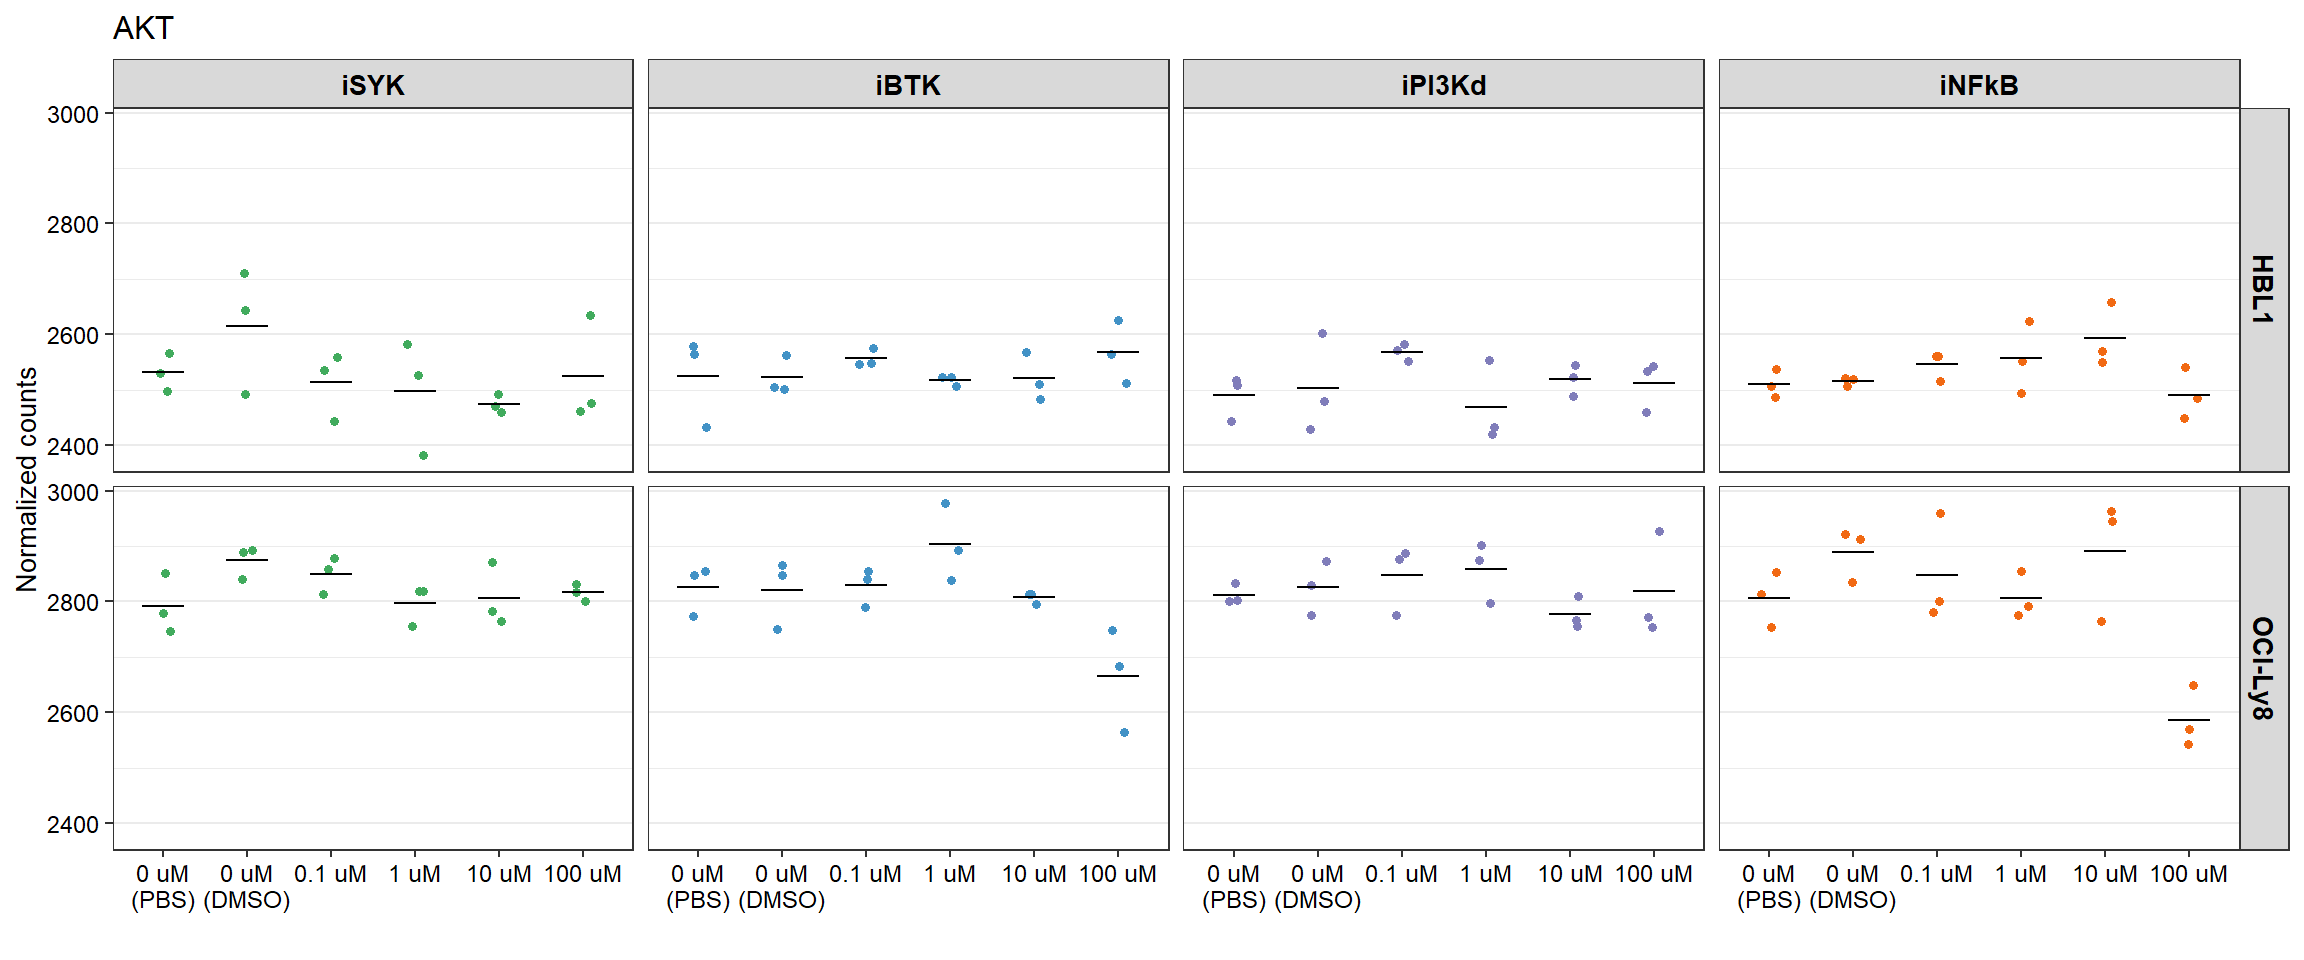 AKT
iSYK iBTK iPI3Kd iNFkB
Normalized counts
3000
2800
2600
2400
HBL1
3000
2800
2600
2400
OCI-Ly8
0 uM 0 uM 0.1 uM 1 uM 10 uM 100 uM 0 uM 0 uM 0.1 uM 1 uM 10 uM 100 uM 0 uM 0 uM 0.1 uM 1 uM 10 uM 100 uM 0 uM 0 uM 0.1 uM 1 uM 10 uM 100 uM
(PBS) (DMSO) (PBS) (DMSO) (PBS) (DMSO) (PBS) (DMSO)